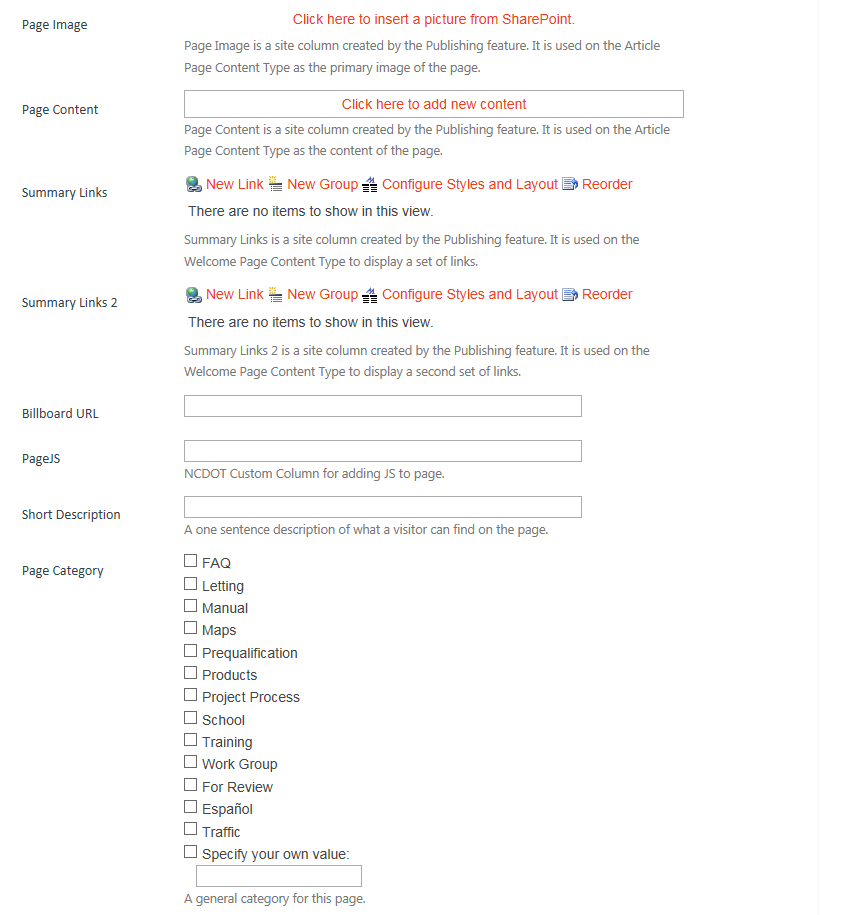 Page Image
Click here to insert a picture from SharePoint.
Page Image is a site column created by the Publishing feature. It is used on the Article
Page Content Type as the primary image of the page.
Page Content
Click here to add new content
Page Content is a site column created by the Publishing feature. It is used on the Article
Page Content Type as the content of the page.
Summary Links
New Link New Group Configure Styles and Layout Reorder
There are no items to show in this view.
Summary Links is a site column created by the Publishing feature. It is used on the
Welcome Page Content Type to display a set of links.
Summary Links 2
New Link New Group Configure Styles and Layout Reorder
There are no items to show in this view.
Summary Links 2 is a site column created by the Publishing feature. It is used on the
Welcome Page Content Type to display a second set of links.
Billboard URL
PageJS
NCDOT Custom Column for adding JS to page.
Short Description
A one sentence description of what a visitor can find on the page.
Page Category
FAQ
Letting
Manual
Maps
Prequalification
Products
Project Process
School
Training
Work Group
For Review
Español
Traffic
Specify your own value:
A general category for this page.